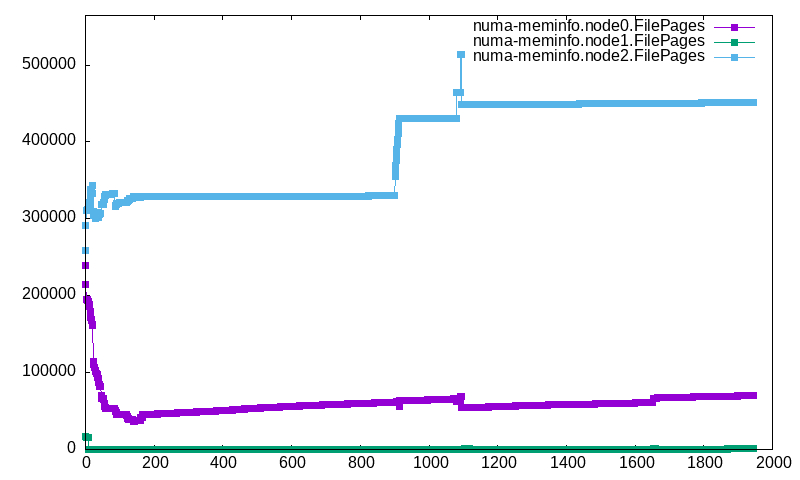 numa-meminfo.node0.FilePages
numa-meminfo.node1.FilePages
numa-meminfo.node2.FilePages
500000
400000
300000
200000
100000
0
0 200 400 600 800 1000 1200 1400 1600 1800 2000